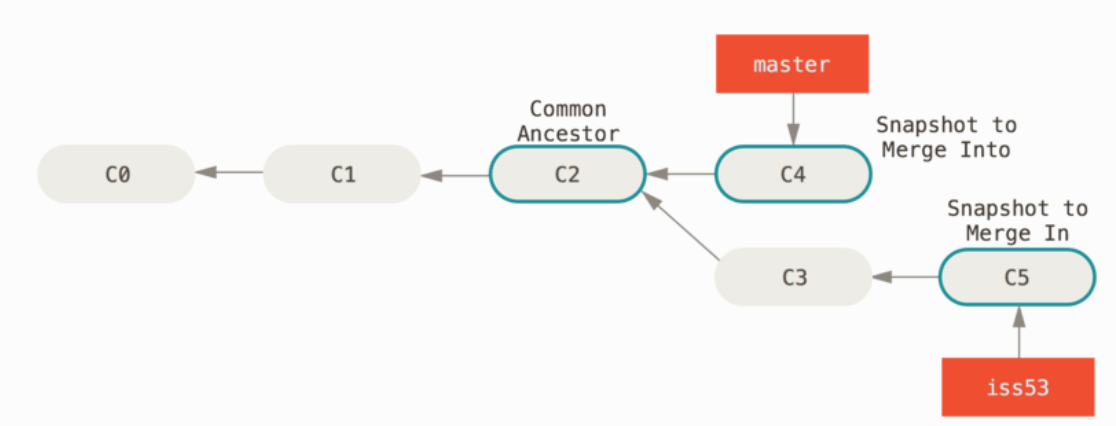 master
Common
Ancestor
Snapshot to
Merge Into
C0
C1
C2
C4
Snapshot to
Merge In
C3
C5
iss53